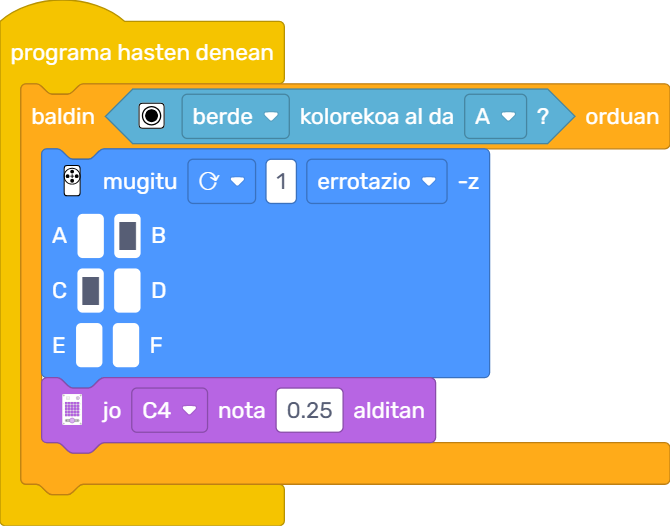 programa hasten denean
baldin berde kolorekoa al da A ? orduan
mugitu 1 errotazio -z
A B
C D
E F
jo C4 nota 0.25 alditan